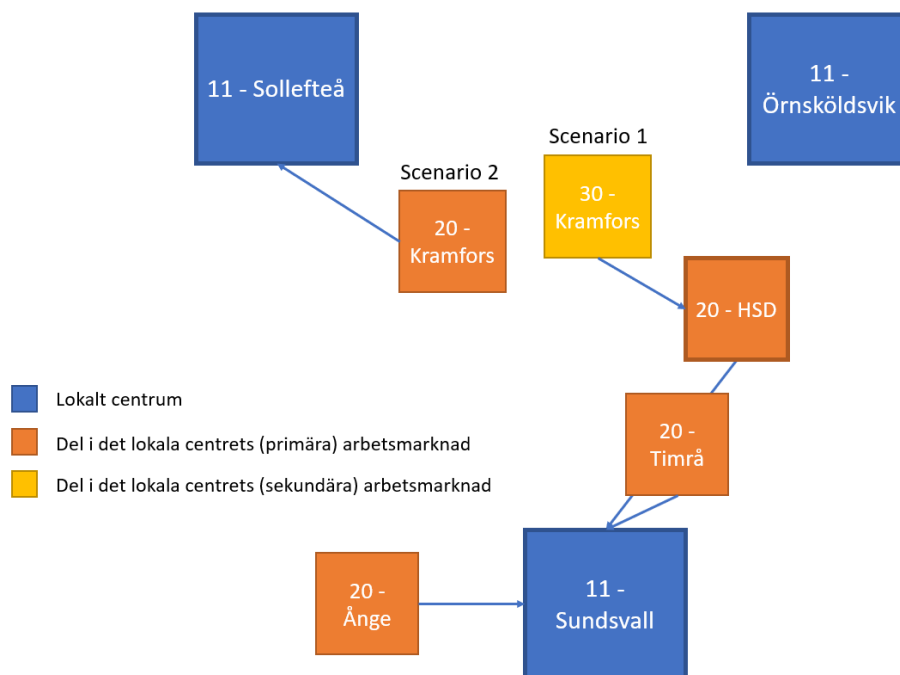 11 - Sollefteå
11 -
Örnsköldsvik
Scenario 1
Scenario 2
30 -
Kramfors
20 -
Kramfors
20 - HSD
Lokalt centrum
Del i det lokala centrets (primära) arbetsmarknad
Del i det lokala centrets (sekundära) arbetsmarknad
20 -
Timrå
20 -
Ånge
11 -
Sundsvall